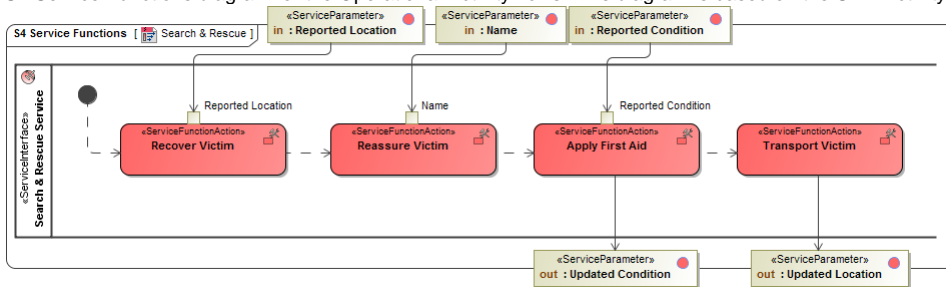 «ServiceParameter»
in : Reported Location
«ServiceParameter»
in : Name
«ServiceParameter»
in : Reported Condition
S4 Service Functions [ Search & Rescue ]
«ServiceInterface»
Search & Rescue Service
Reported Location
Name
Reported Condition
«ServiceFunctionAction»
Recover Victim
«ServiceFunctionAction»
Reassure Victim
«ServiceFunctionAction»
Apply First Aid
«ServiceFunctionAction»
Transport Victim
«ServiceParameter»
out : Updated Condition
«ServiceParameter»
out : Updated Location